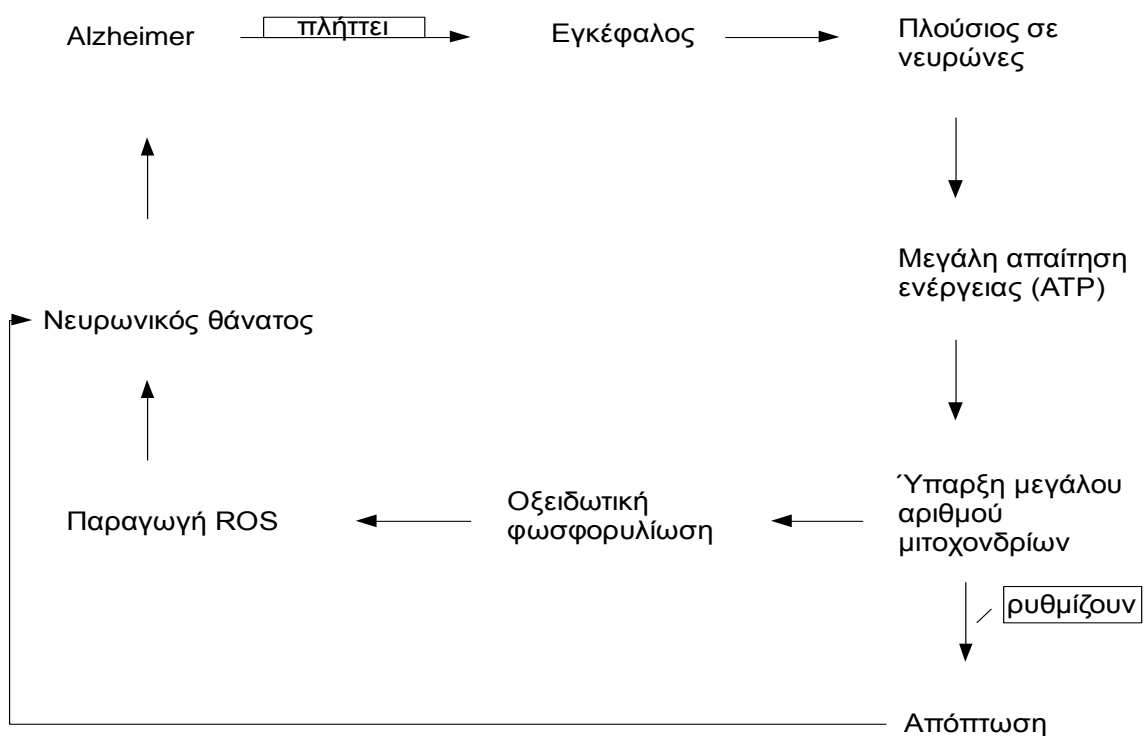 Alzheimer
πλήττει
Εγκέφαλος
Πλούσιος σε
νευρώνες
Μεγάλη απαίτηση
ενέργειας (ATP)
Νευρωνικός θάνατος
Παραγωγή ROS
Οξειδωτική
φωσφορυλίωση
Ύπαρξη μεγάλου
αριθμού
μιτοχονδρίων
ρυθμίζουν
Απόπτωση